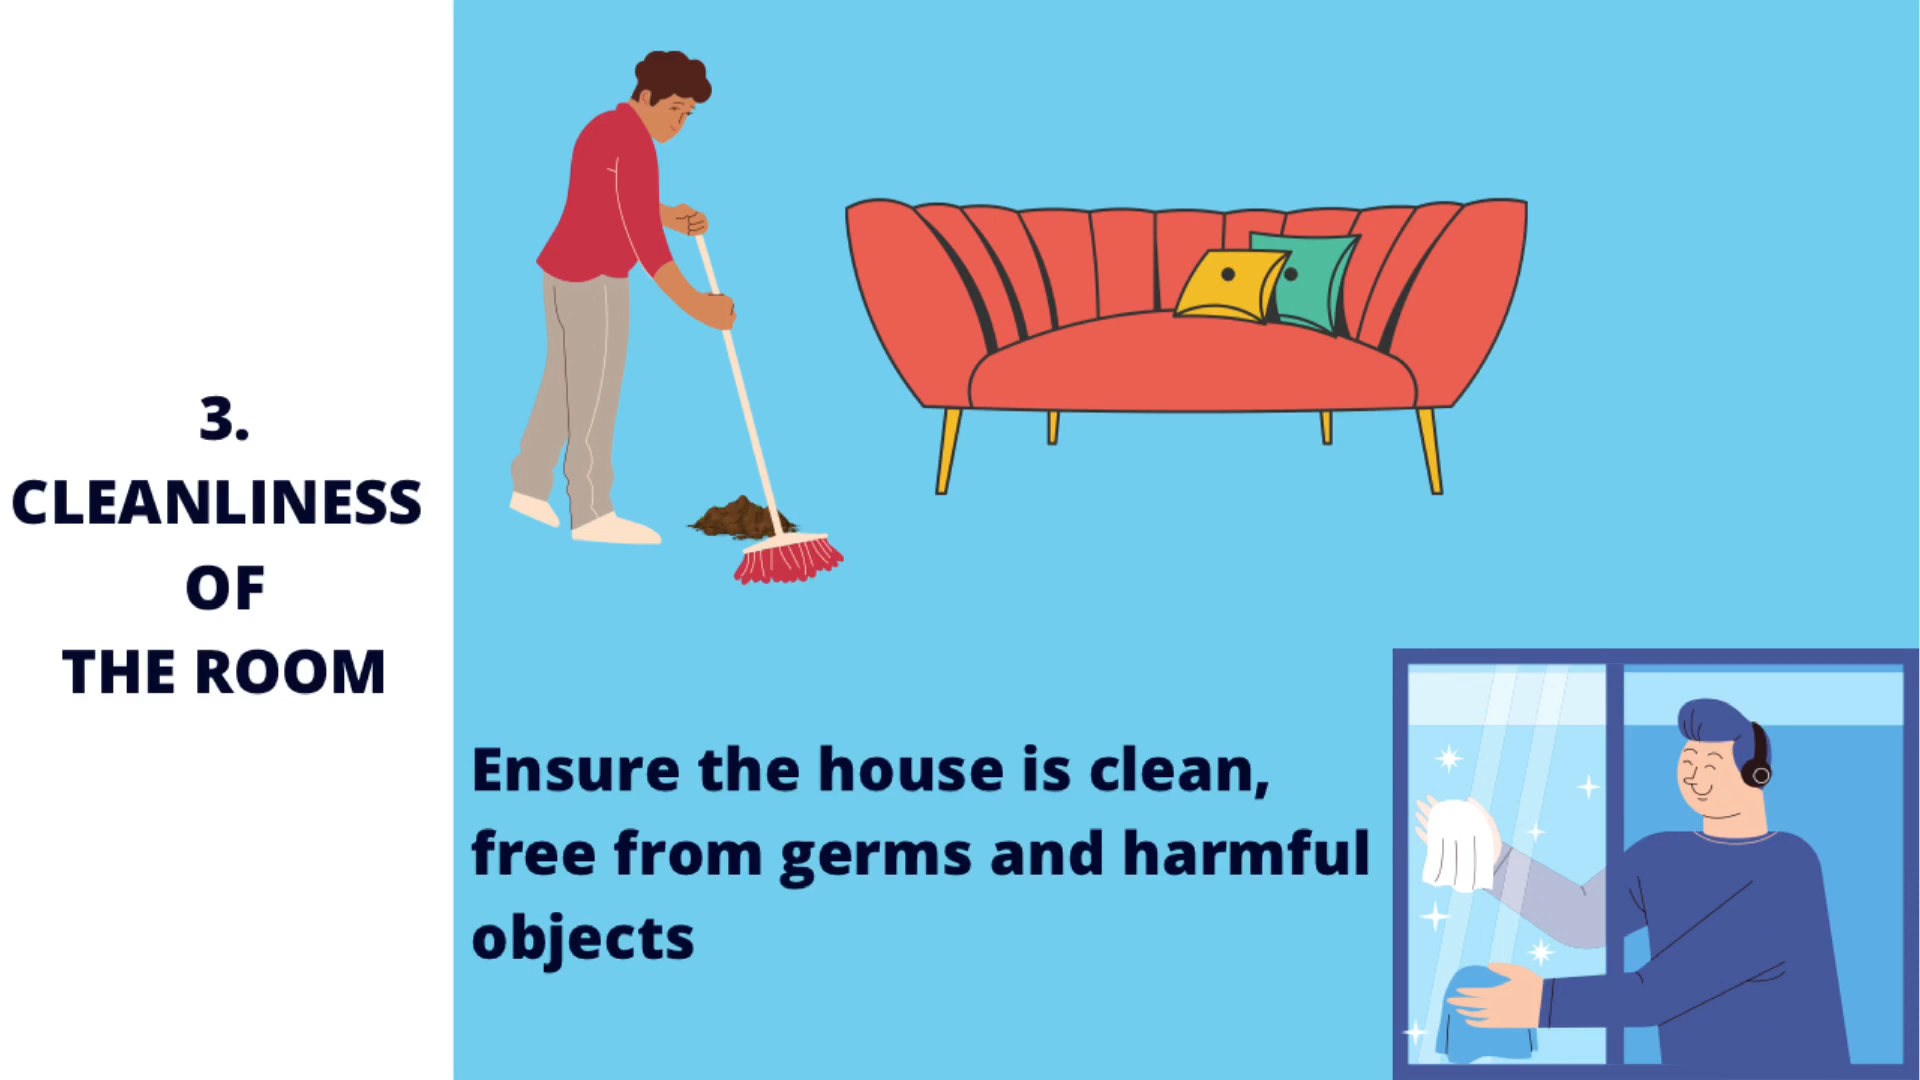 3.
CLEANLINESS
OF
THE ROOM
Ensure the house is clean,
free from germs and harmful
objects